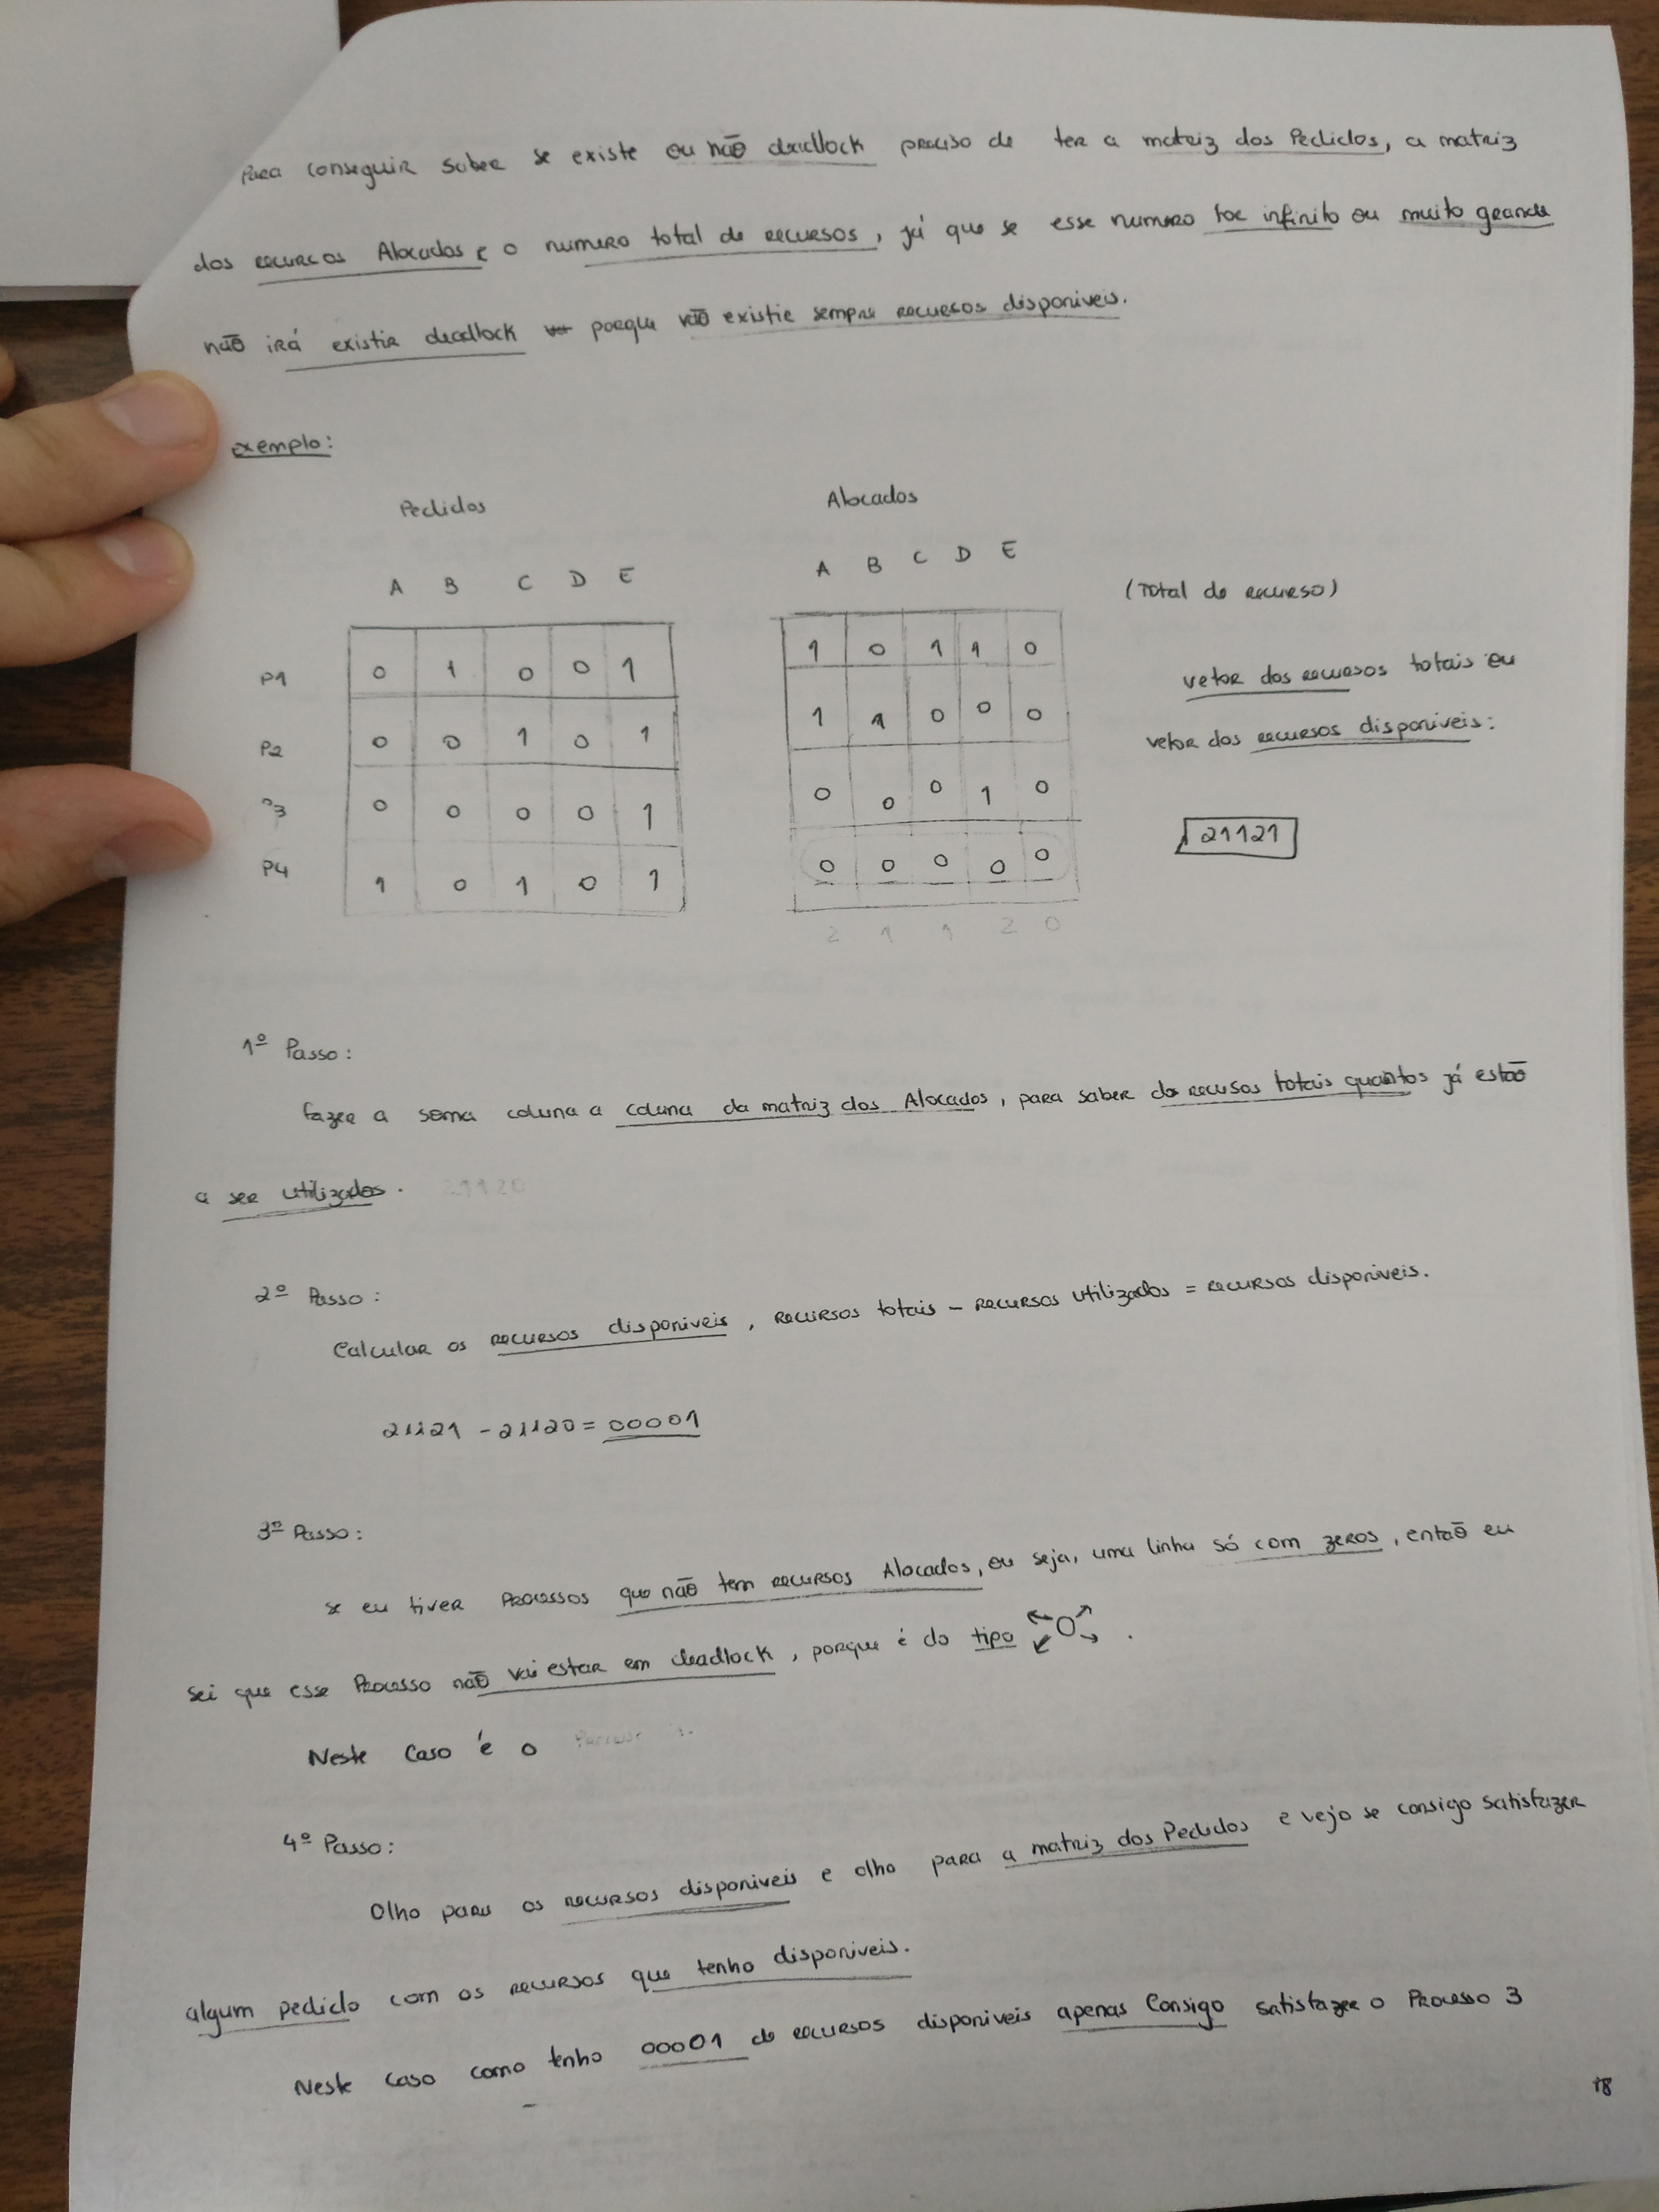 Para conseguir saber se existe ou não deadlock preciso de ter a matriz dos Pedidos, a matriz
dos recurcos Alocados e o numero total de recursos, já que se esse numero for infinito ou muito grande
não irá existir deadlock porque vão existir sempre recursos disponiveis.
exemplo:
Pedidos
Alocados
A B C D E
A B C D E
(Total de recurso)
P1 0 1 0 0 1
1 0 1 1 0
vetor dos recursos totais ou
P2 0 0 1 0 1
1 1 0 0 0
vetor dos recursos disponiveis:
P3 0 0 0 0 1
0 0 0 1 0
21121
P4 1 0 1 0 1
0 0 0 0 0
2 1 1 2 0
1º Passo:
fazer a soma coluna a coluna da matriz dos Alocados, para saber dos recusos totais quantos já estão
a ser utilizados. 21120
2º Passo:
Calcular os recursos disponiveis, recursos totais - recursos utilizados = recursos disponiveis.
21121 - 21120 = 00001
3º Passo:
se eu tiver Processos que não tem recursos Alocados, ou seja, uma linha só com zeros, então eu
sei que esse Processo não vai estar em deadlock, porque é do tipo .
Neste caso é o
4º Passo:
Olho para os recursos disponiveis e olho para a matriz dos Pedidos e vejo se consigo satisfazer
algum pedido com os recursos que tenho disponiveis.
Neste caso como tenho 00001 de recursos disponiveis apenas Consigo satisfazer o Processo 3
18